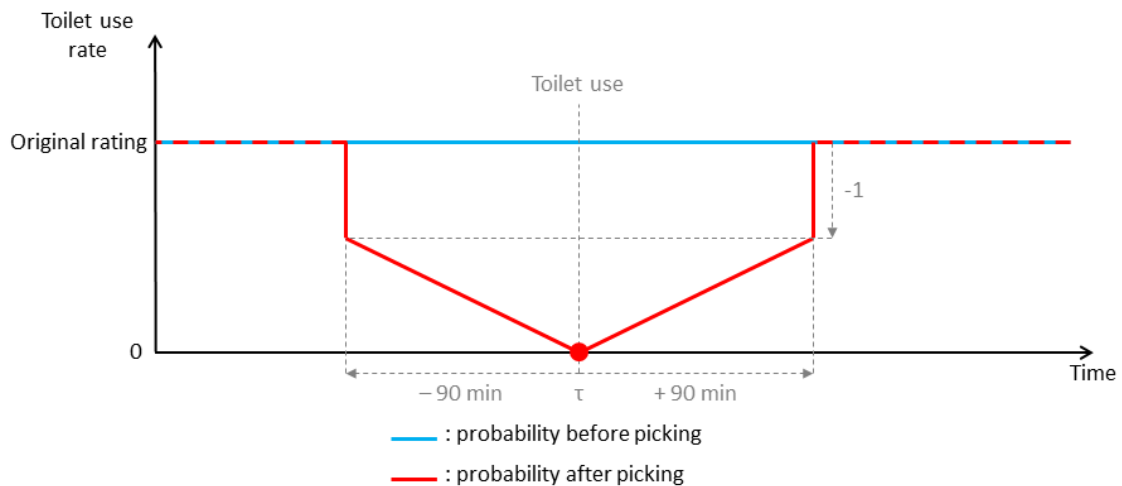 Toilet use
rate
Toilet use
Original rating
-1
0
Time
– 90 min
τ
+ 90 min
: probability before picking
: probability after picking